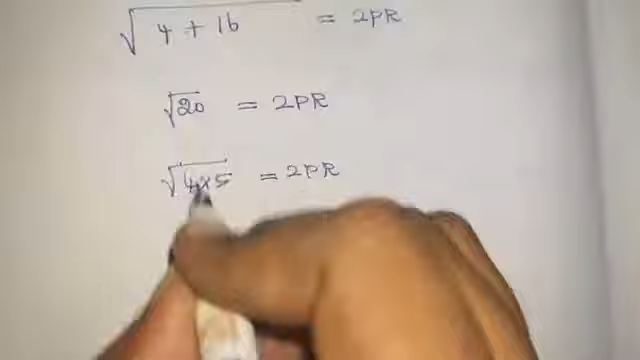 √4 + 16 = 2PR
√20 = 2PR
√4×5 = 2PR